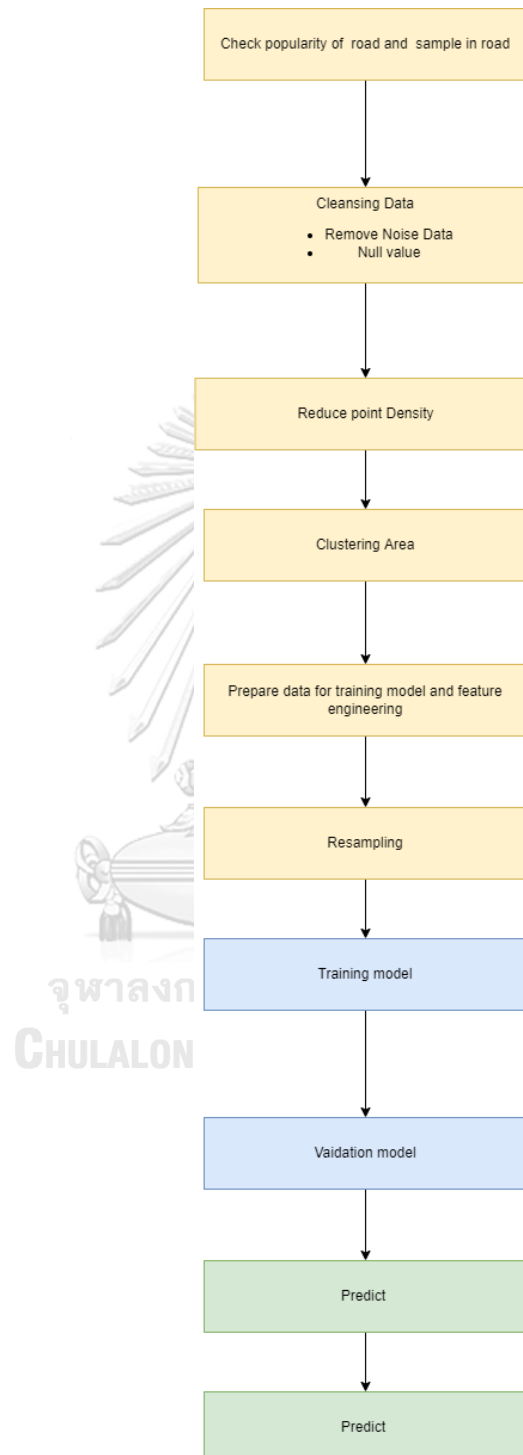 Check popularity of road and sample in road
Cleansing Data
• Remove Noise Data
• Null value
Reduce point Density
Clustering Area
Prepare data for training model and feature
engineering
Resampling
Training model
จุฬาลงก
CHULALON
Vaidation model
Predict
Predict